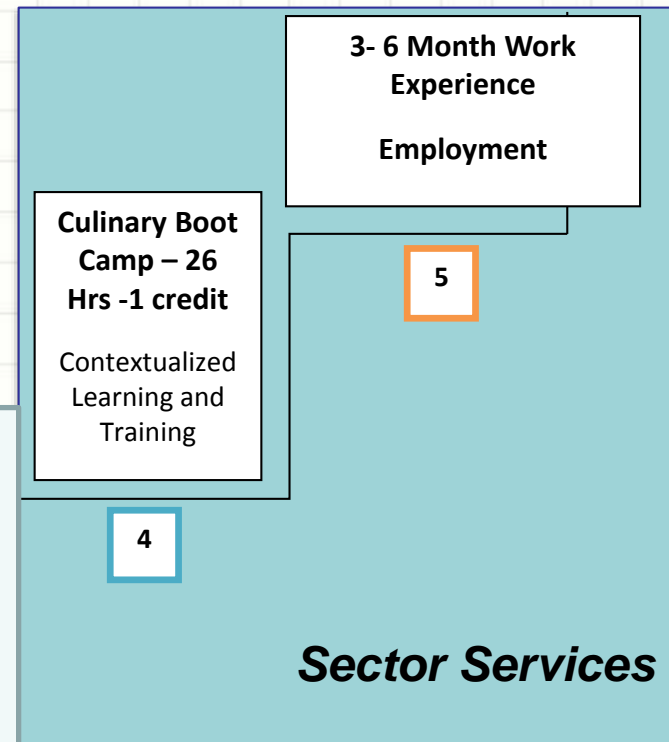 3- 6 Month Work
Experience
Employment
Culinary Boot
Camp – 26
Hrs -1 credit
Contextualized
Learning and
Training
5
4
Sector Services